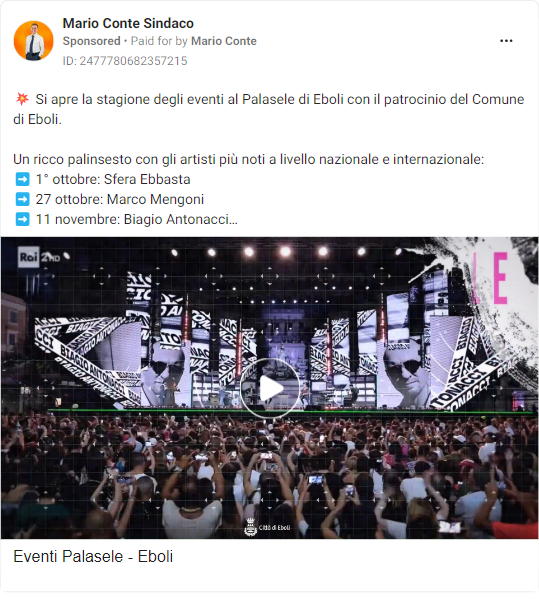 Mario Conte Sindaco
Sponsored • Paid for by Mario Conte
ID: 2477780682357215
💥 Si apre la stagione degli eventi al Palasele di Eboli con il patrocinio del Comune
di Eboli.
Un ricco palinsesto con gli artisti più noti a livello nazionale e internazionale:
➡️ 1° ottobre: Sfera Ebbasta
➡️ 27 ottobre: Marco Mengoni
➡️ 11 novembre: Biagio Antonacci...
Rai 2HD
LE
BIAGIO ANTONACCI
Città di Eboli
Eventi Palasele - Eboli